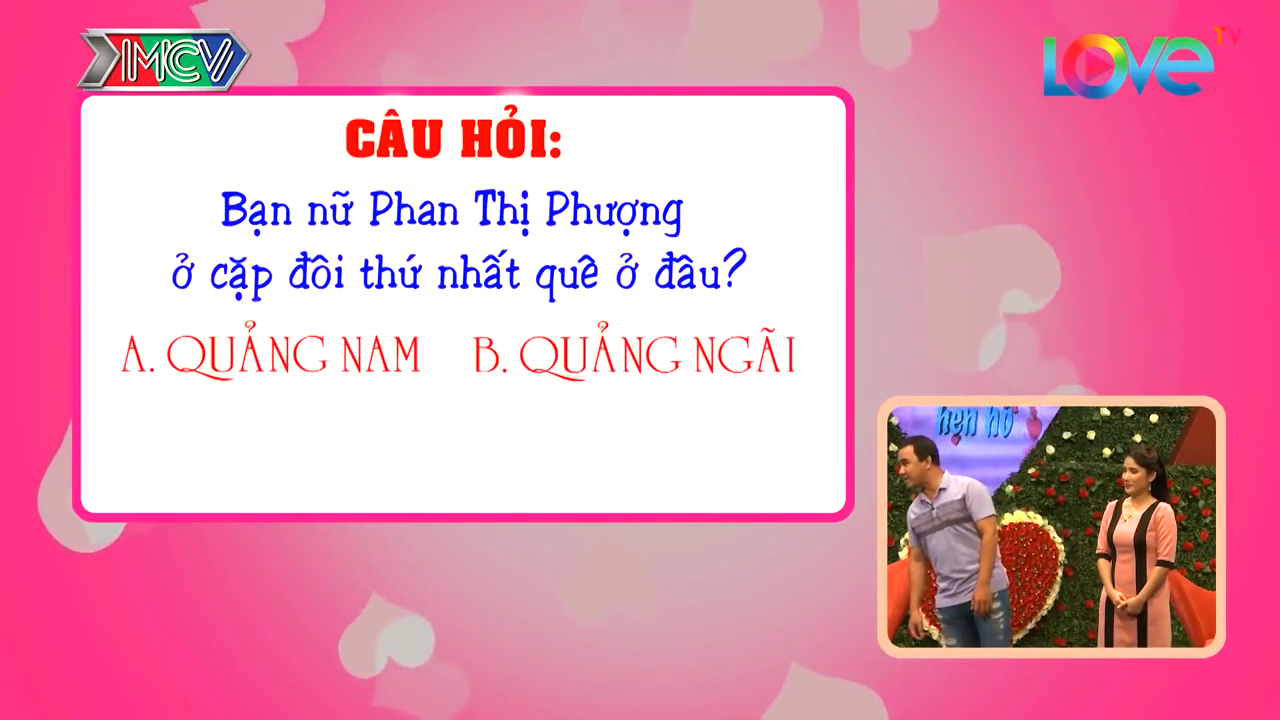 MCV
LOVE TV
CÂU HỎI:
Bạn nữ Phan Thị Phượng
ở cặp đôi thứ nhất quê ở đâu?
A. QUẢNG NAM B. QUẢNG NGÃI
hẹn hò